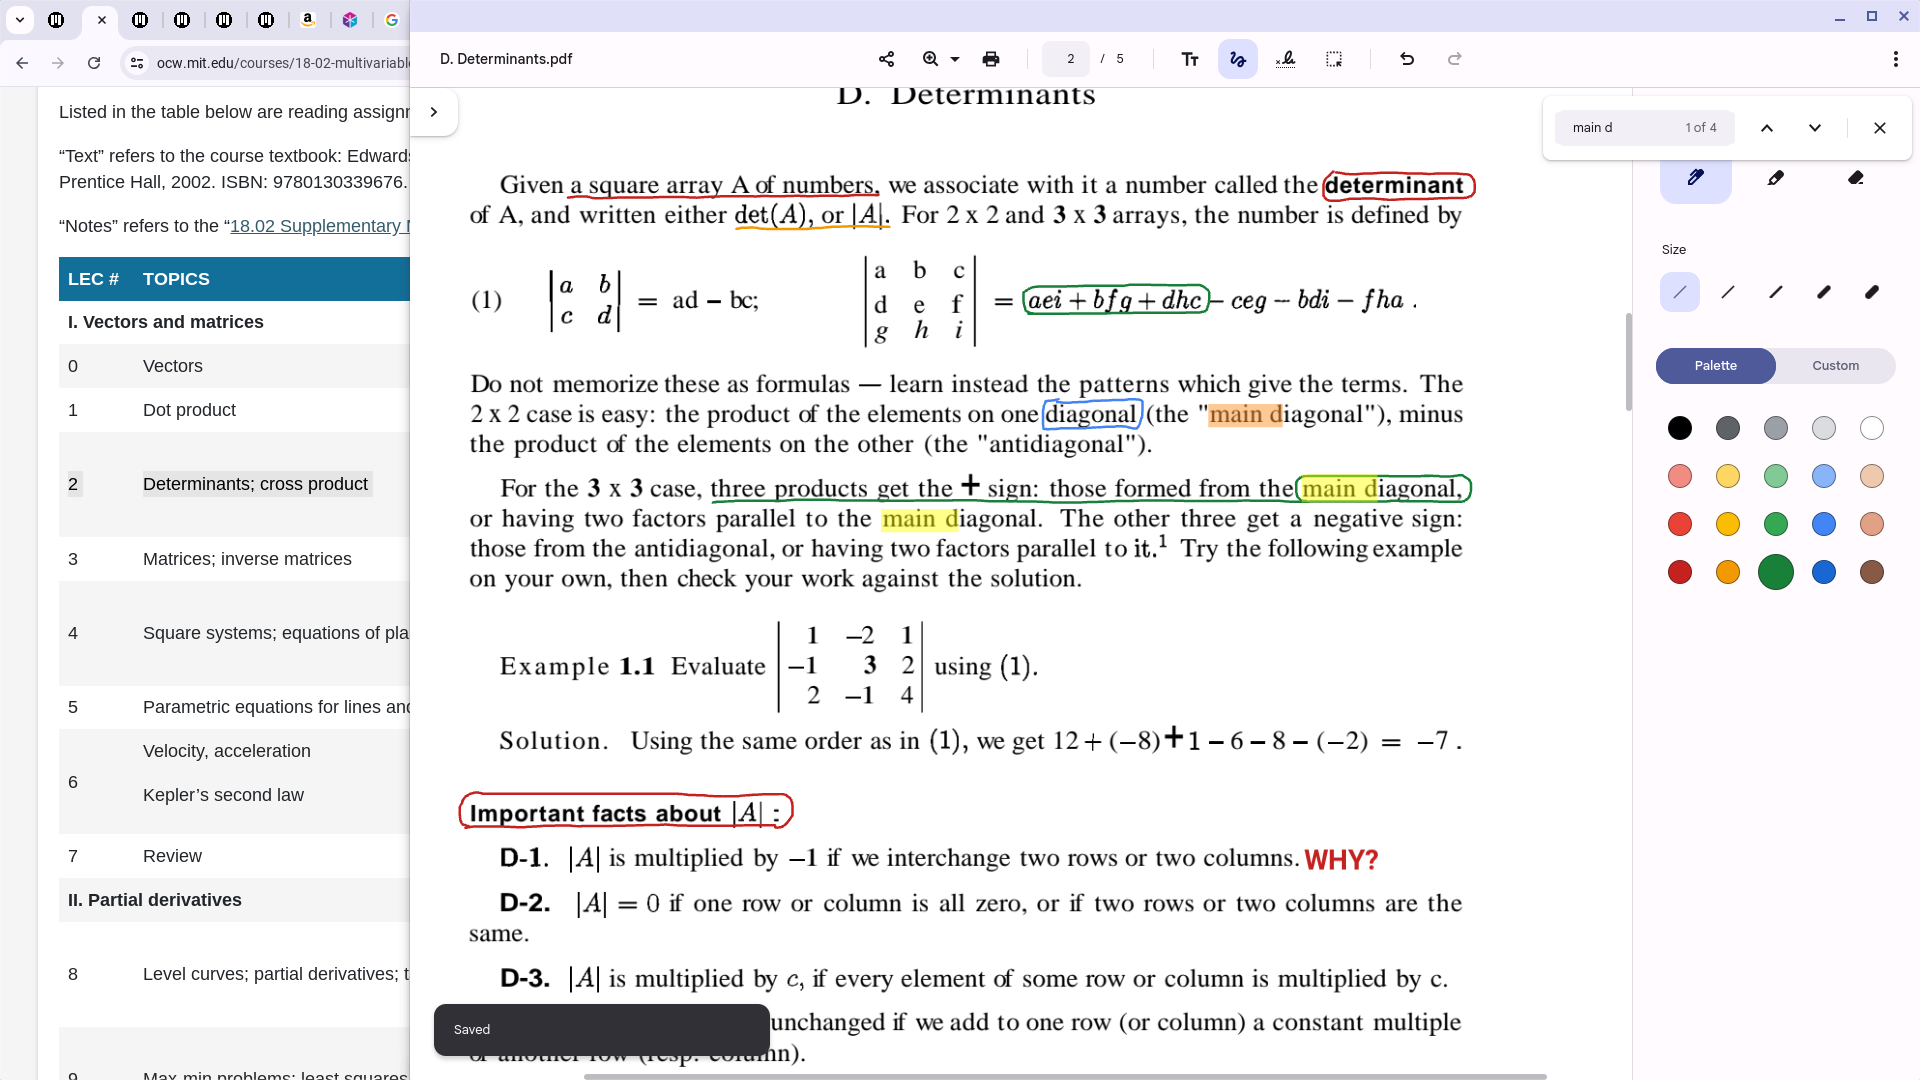 D. Determinants.pdf
2 / 5
ocw.mit.edu/courses/18-02-multivariabl
main d 1 of 4
Listed in the table below are reading assign
“Text” refers to the course textbook: Edwards
Prentice Hall, 2002. ISBN: 9780130339676.
“Notes” refers to the “18.02 Supplementary
LEC # TOPICS
I. Vectors and matrices
0 Vectors
1 Dot product
2 Determinants; cross product
3 Matrices; inverse matrices
4 Square systems; equations of pla
5 Parametric equations for lines and
6 Velocity, acceleration
Kepler’s second law
7 Review
II. Partial derivatives
8 Level curves; partial derivatives; t
9 Max-min problems; least squares
D. Determinants
Given a square array A of numbers, we associate with it a number called the determinant
of A, and written either det(A), or |A|. For 2 x 2 and 3 x 3 arrays, the number is defined by
(1) |a b| = ad – bc; |a b c| = aei + bfg + dhc – ceg – bdi – fha .
|c d| |d e f|
|g h i|
Do not memorize these as formulas — learn instead the patterns which give the terms. The
2 x 2 case is easy: the product of the elements on one diagonal (the "main diagonal"), minus
the product of the elements on the other (the "antidiagonal").
For the 3 x 3 case, three products get the + sign: those formed from the main diagonal,
or having two factors parallel to the main diagonal. The other three get a negative sign:
those from the antidiagonal, or having two factors parallel to it.1 Try the following example
on your own, then check your work against the solution.
1 –2 1
Example 1.1 Evaluate –1 3 2 using (1).
2 –1 4
Solution. Using the same order as in (1), we get 12 + (–8) + 1 – 6 – 8 – (–2) = –7 .
Important facts about |A| :
D-1. |A| is multiplied by –1 if we interchange two rows or two columns. WHY?
D-2. |A| = 0 if one row or column is all zero, or if two rows or two columns are the
same.
D-3. |A| is multiplied by c, if every element of some row or column is multiplied by c.
unchanged if we add to one row (or column) a constant multiple
of another row (resp. column).
Saved
Size
Palette Custom